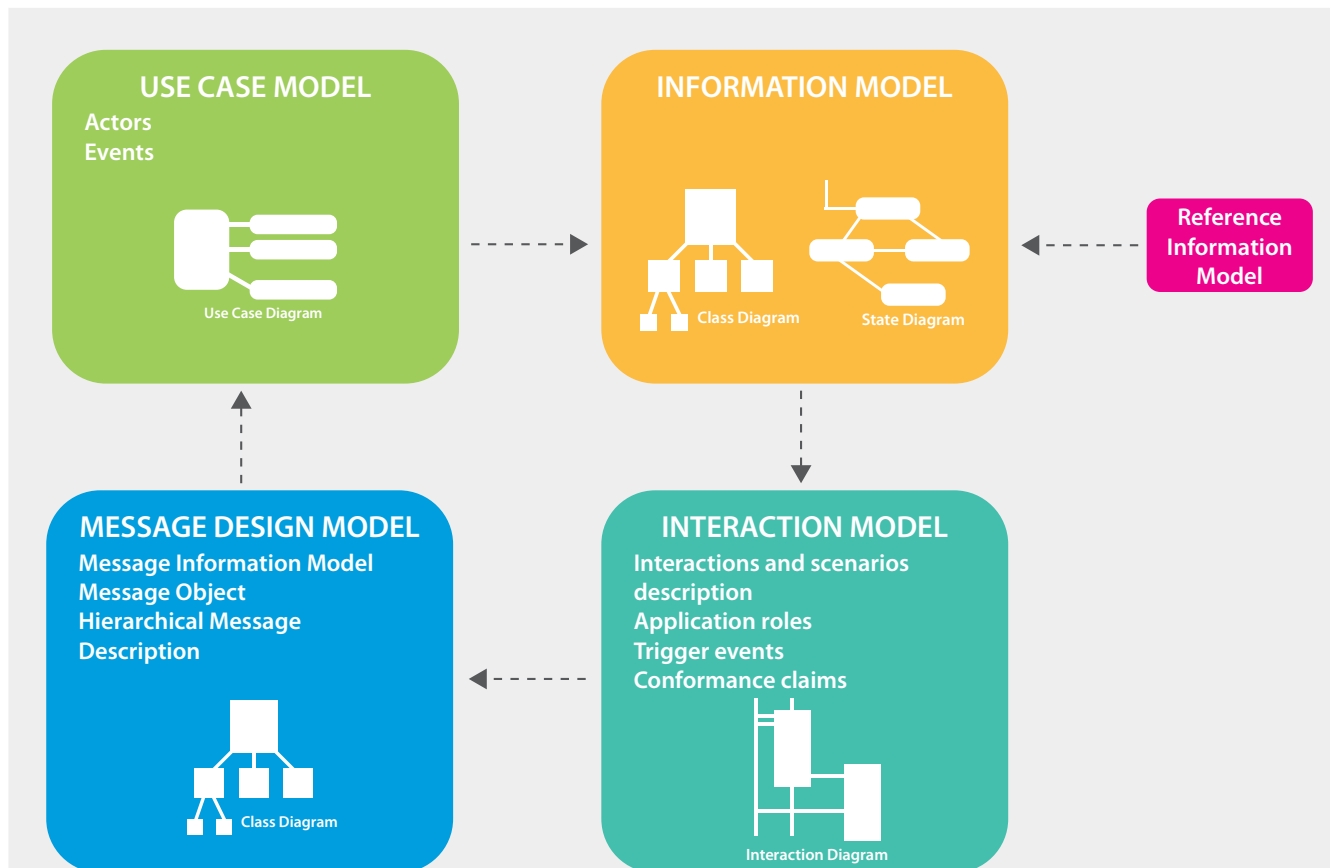 USE CASE MODEL
Actors
Events
Use Case Diagram
INFORMATION MODEL
Class Diagram
State Diagram
Reference
Information
Model
MESSAGE DESIGN MODEL
Message Information Model
Message Object
Hierarchical Message
Description
Class Diagram
INTERACTION MODEL
Interactions and scenarios
description
Application roles
Trigger events
Conformance claims
Interaction Diagram